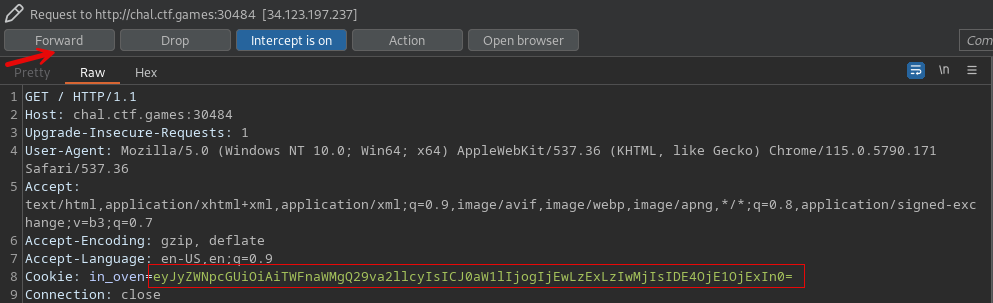 Request to http://chal.ctf.games:30484 [34.123.197.237]
Forward Drop Intercept is on Action Open browser Com
Pretty Raw Hex \n
1 GET / HTTP/1.1
2 Host: chal.ctf.games:30484
3 Upgrade-Insecure-Requests: 1
4 User-Agent: Mozilla/5.0 (Windows NT 10.0; Win64; x64) AppleWebKit/537.36 (KHTML, like Gecko) Chrome/115.0.5790.171
Safari/537.36
5 Accept:
text/html,application/xhtml+xml,application/xml;q=0.9,image/avif,image/webp,image/apng,*/*;q=0.8,application/signed-exc
hange;v=b3;q=0.7
6 Accept-Encoding: gzip, deflate
7 Accept-Language: en-US,en;q=0.9
8 Cookie: in_oven=eyJyZWNpcGUiOiAiTWFnaWMgQ29va2llcyIsICJ0aW1lIjogIjEwLzExLzIwMjIsIDE4OjE1OjExIn0=
9 Connection: close